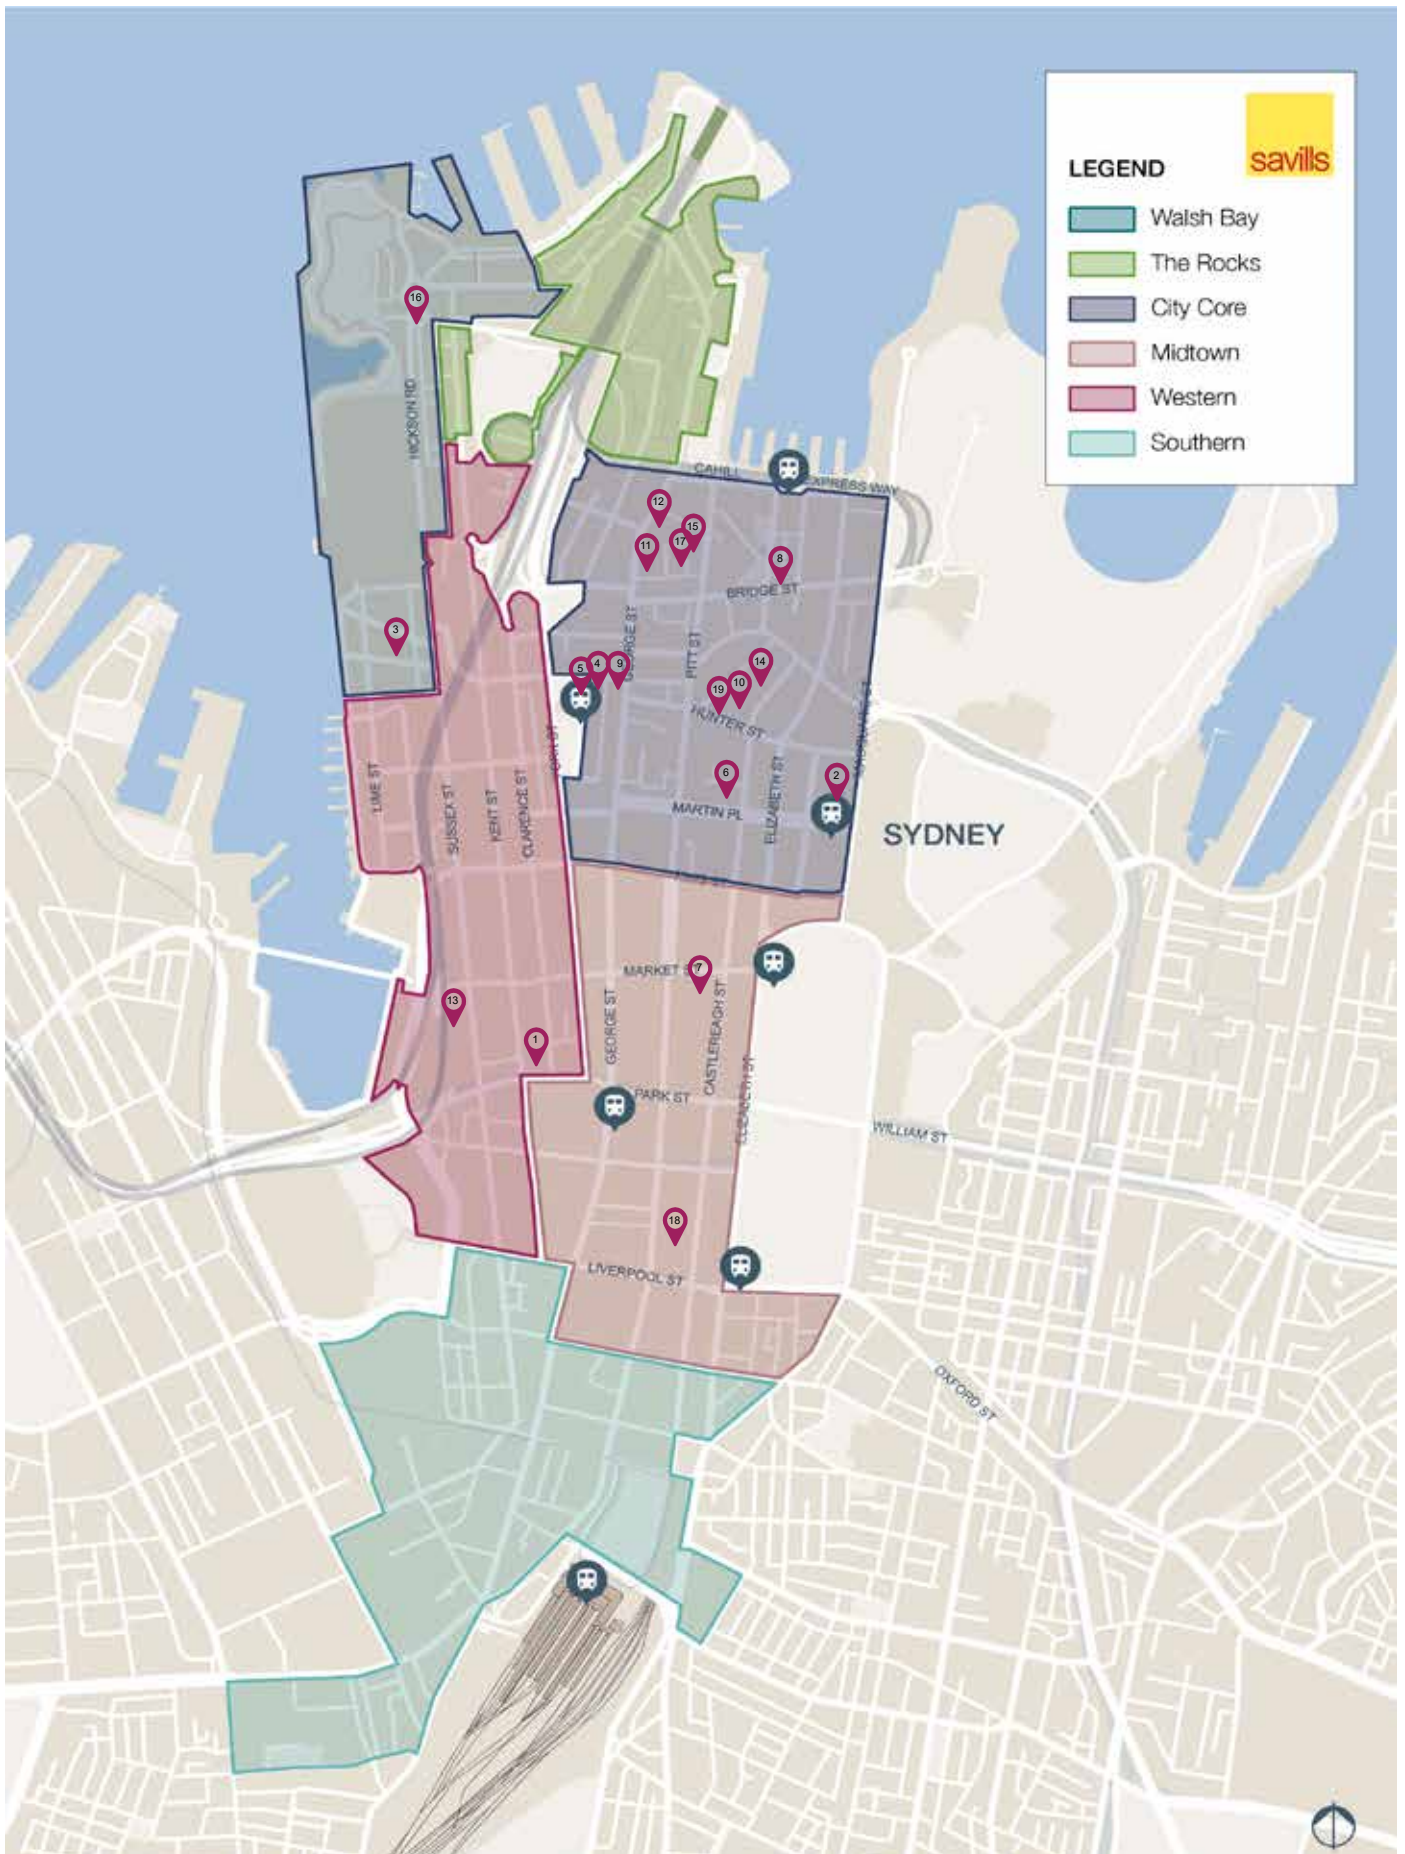 savills
LEGEND
Walsh Bay
The Rocks
City Core
Midtown
Western
Southern
16
HICKSON RD
CAHILL
EXPRESS WAY
12
15
17
11
8
BRIDGE ST
3
GEORGE ST
PITT ST
5
4
9
14
10
19
HUNTER ST
LIME ST
SUSSEX ST
KENT ST
CLARENCE ST
6
2
MARTIN PL
ELIZABETH ST
SYDNEY
MARKET ST
7
13
1
GEORGE ST
CASTLEREAGH ST
PARK ST
ELIZABETH ST
WILLIAM ST
18
LIVERPOOL ST
OXFORD ST